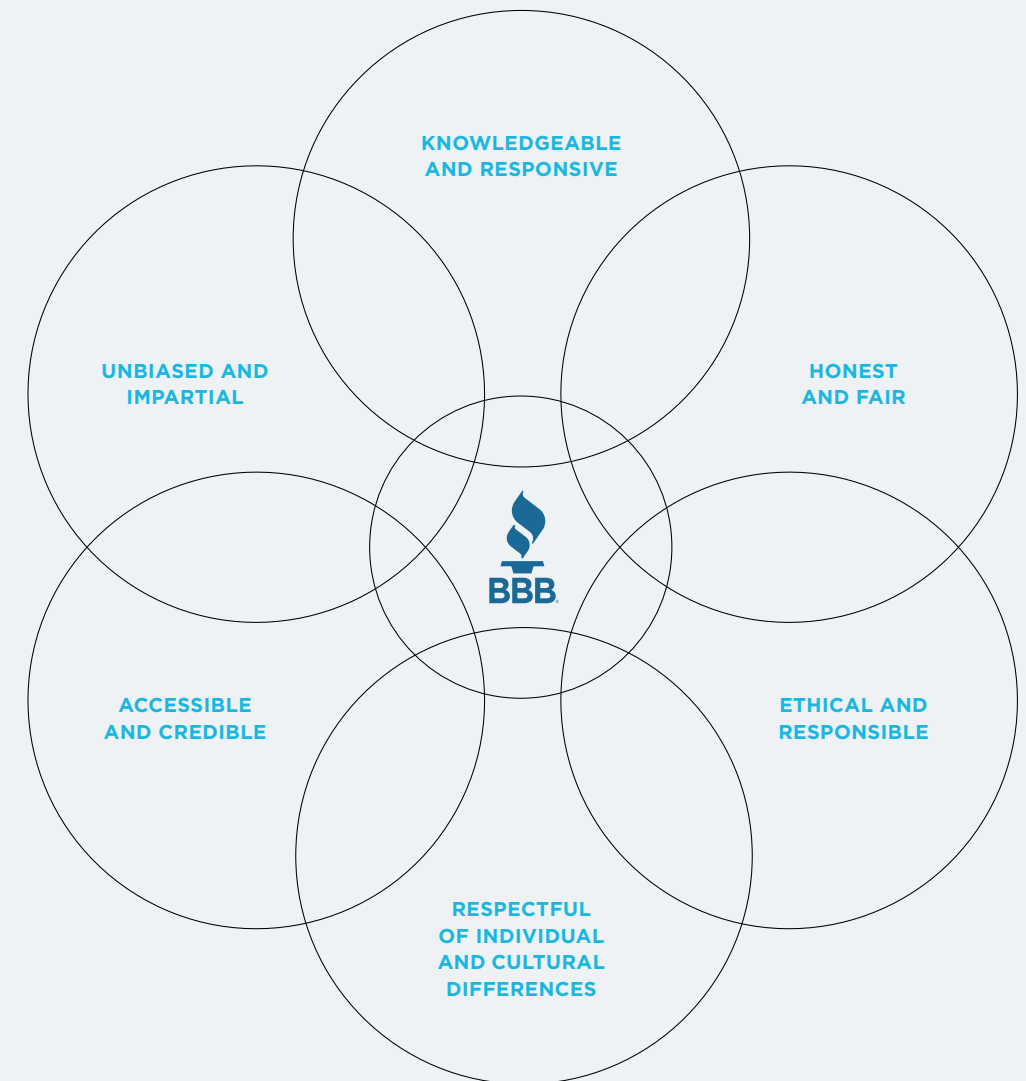 KNOWLEDGEABLE
AND RESPONSIVE
UNBIASED AND
IMPARTIAL
HONEST
AND FAIR
BBB®
ACCESSIBLE
AND CREDIBLE
ETHICAL AND
RESPONSIBLE
RESPECTFUL
OF INDIVIDUAL
AND CULTURAL
DIFFERENCES